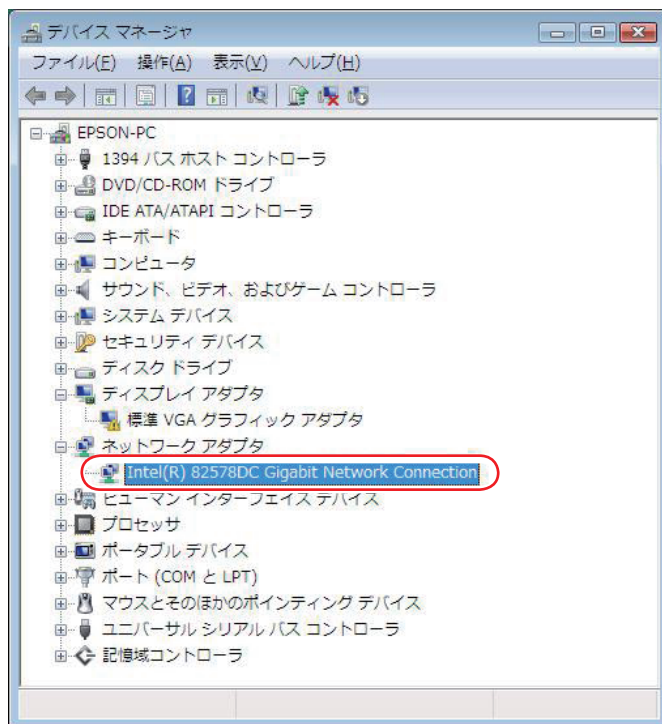 デバイス マネージャ
ファイル(F) 操作(A) 表示(V) ヘルプ(H)
EPSON-PC
1394 バス ホスト コントローラ
DVD/CD-ROM ドライブ
IDE ATA/ATAPI コントローラ
キーボード
コンピュータ
サウンド、ビデオ、およびゲーム コントローラ
システム デバイス
セキュリティ デバイス
ディスク ドライブ
ディスプレイ アダプタ
標準 VGA グラフィック アダプタ
ネットワーク アダプタ
Intel(R) 82578DC Gigabit Network Connection
ヒューマン インターフェイス デバイス
プロセッサ
ポータブル デバイス
ポート (COM と LPT)
マウスとそのほかのポインティング デバイス
ユニバーサル シリアル バス コントローラ
記憶域コントローラ